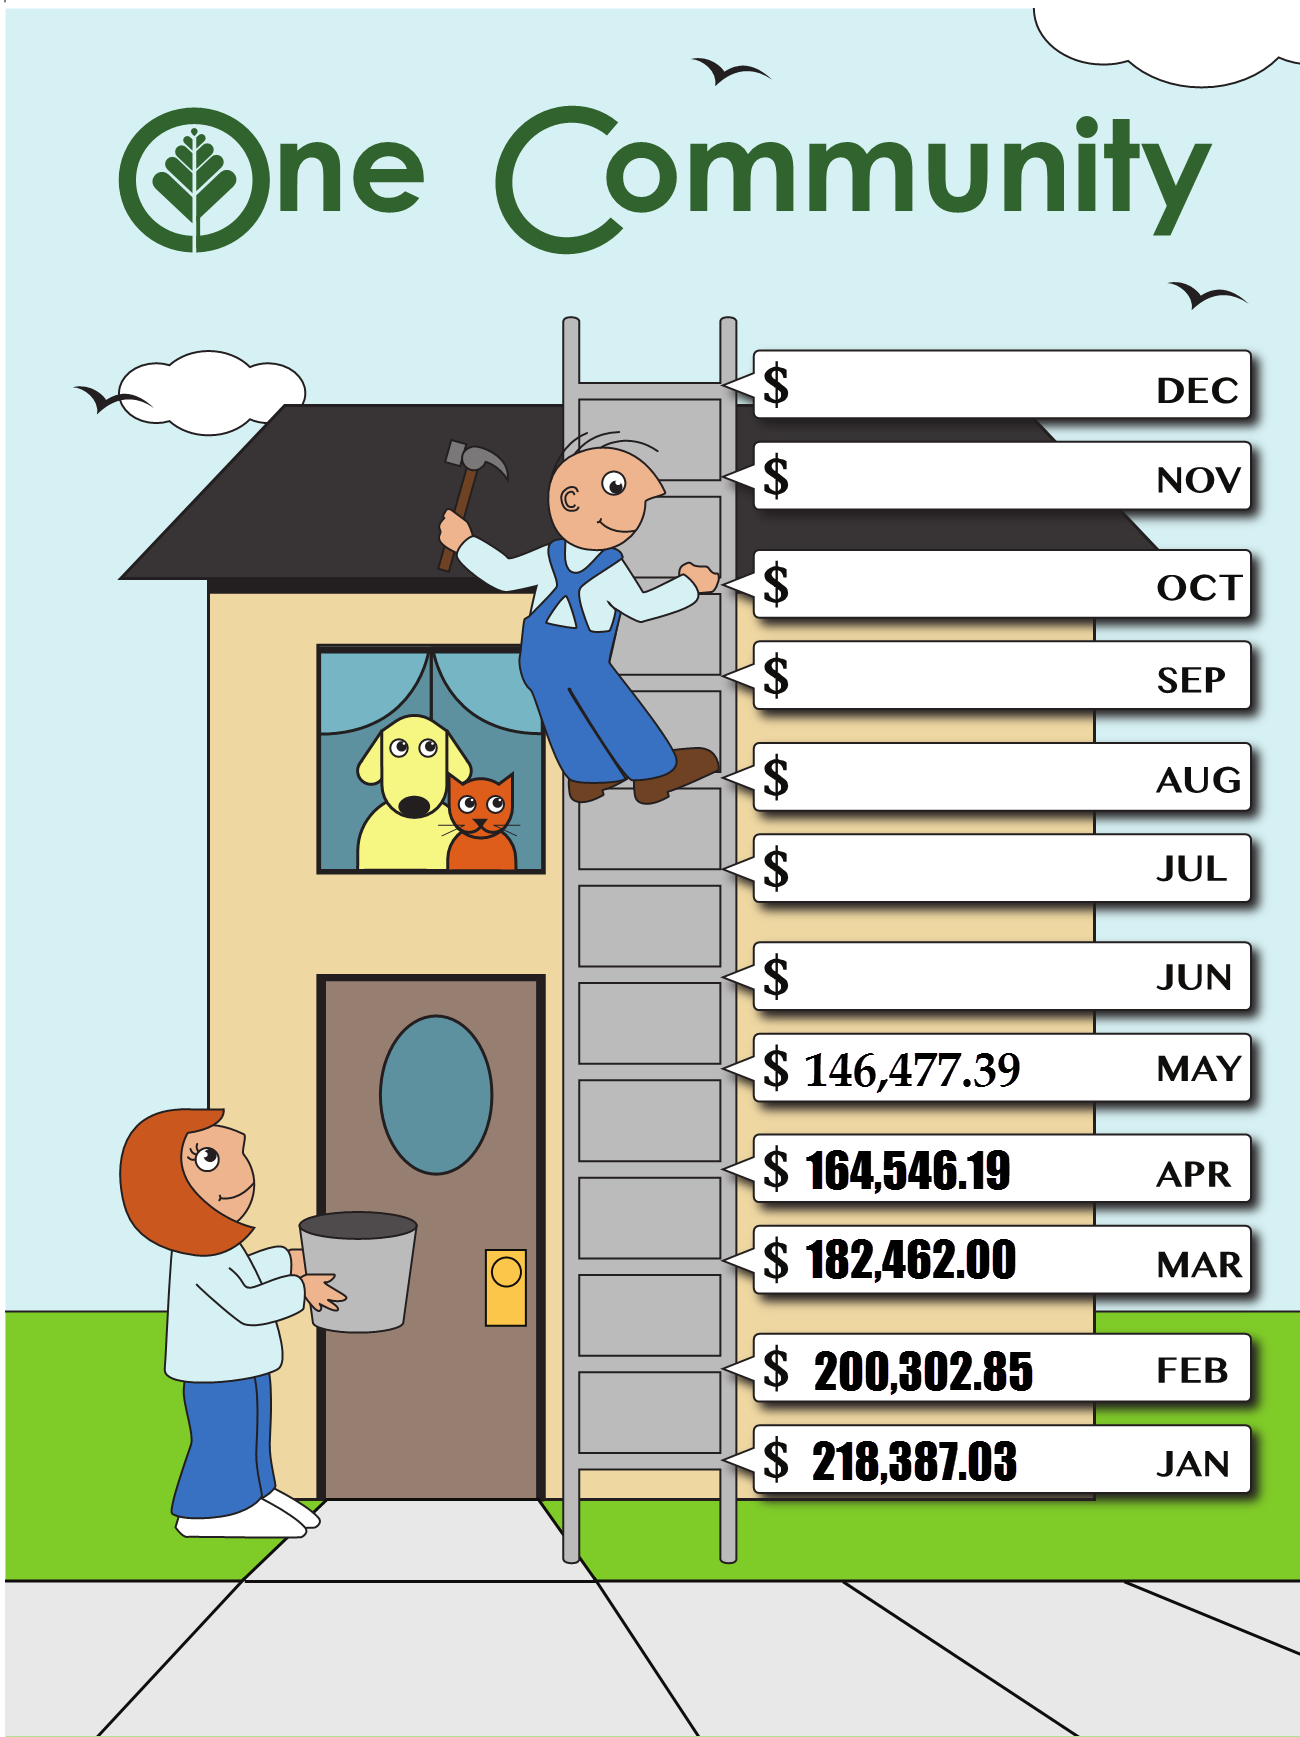 One Community
$ DEC
$ NOV
$ OCT
$ SEP
$ AUG
$ JUL
$ JUN
$ 146,477.39 MAY
$ 164,546.19 APR
$ 182,462.00 MAR
$ 200,302.85 FEB
$ 218,387.03 JAN